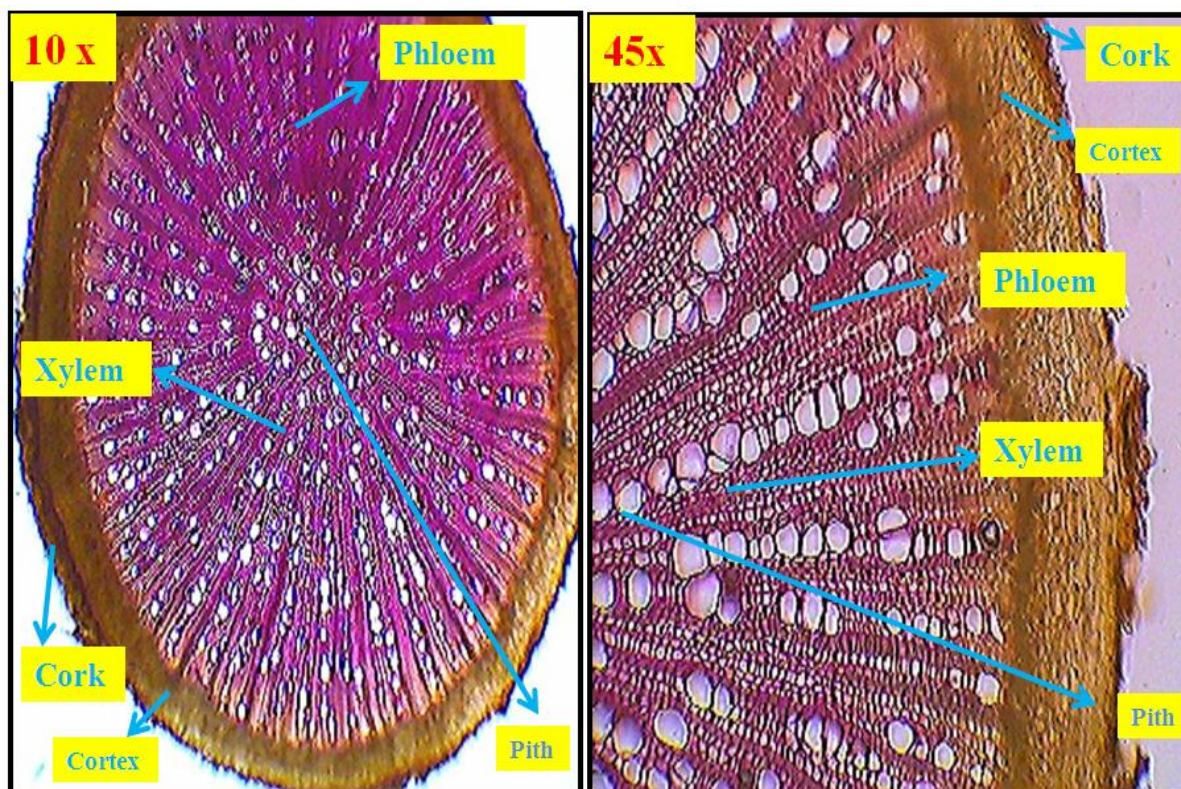 10 x
Phloem
Xylem
Cork
Cortex
Pith
45x
Cork
Cortex
Phloem
Xylem
Pith